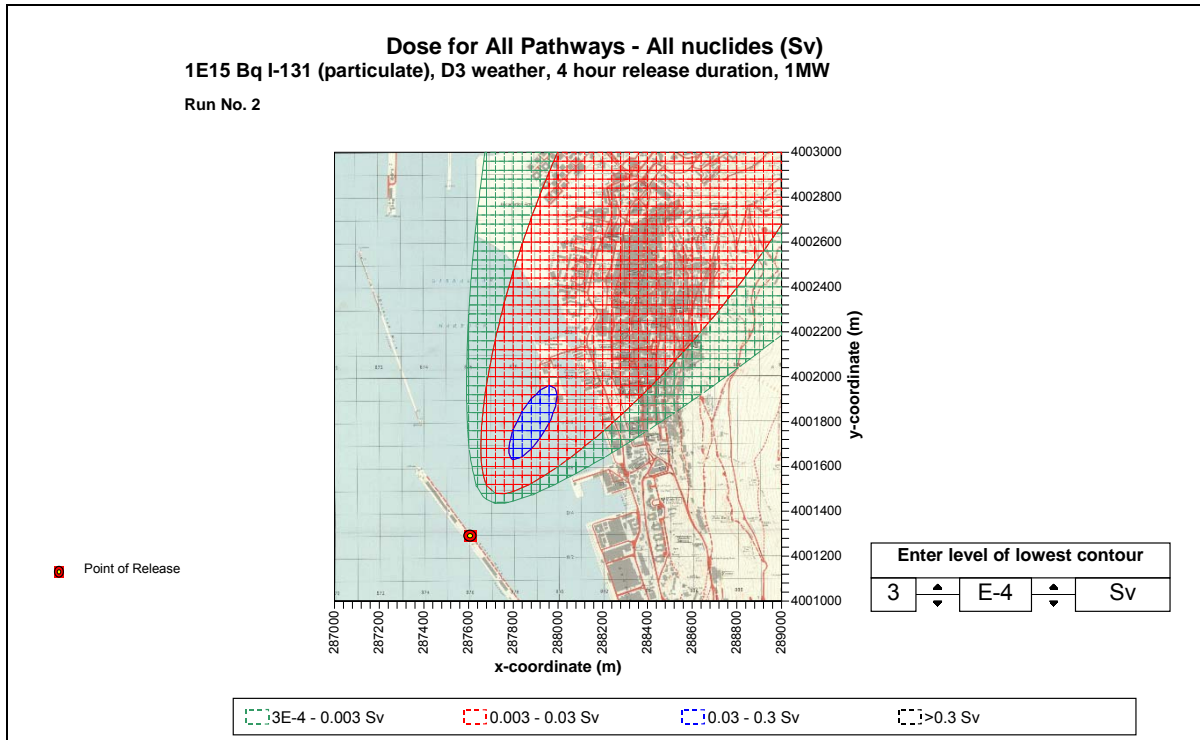 Dose for All Pathways - All nuclides (Sv)
1E15 Bq I-131 (particulate), D3 weather, 4 hour release duration, 1MW
Run No. 2
4003000
4002800
4002600
4002400
4002200
4002000
4001800
4001600
4001400
4001200
4001000
y-coordinate (m)
287000 287200 287400 287600 287800 288000 288200 288400 288600 288800 289000
x-coordinate (m)
Point of Release
Enter level of lowest contour
3 E-4 Sv
3E-4 - 0.003 Sv 0.003 - 0.03 Sv 0.03 - 0.3 Sv >0.3 Sv